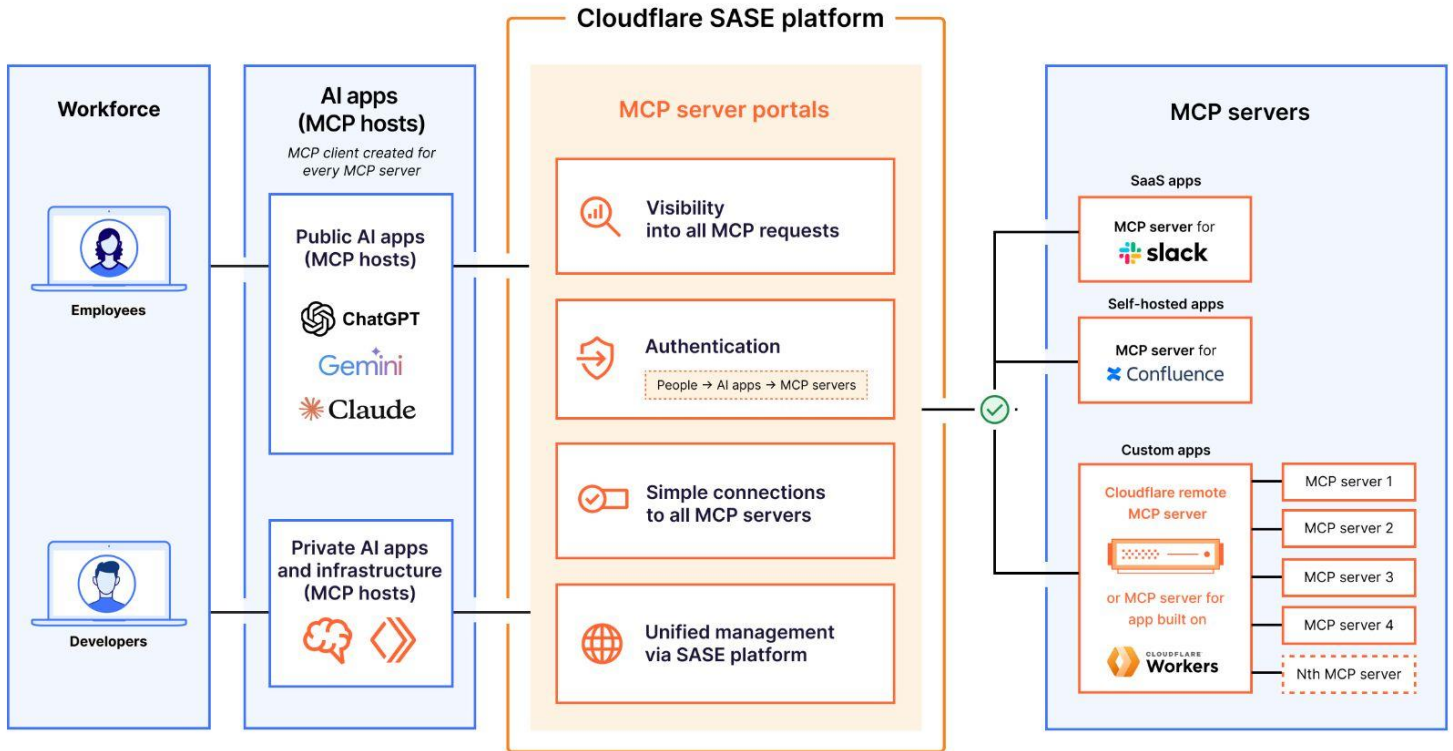 Cloudflare SASE platform
Workforce
Employees
Developers
AI apps
(MCP hosts)
MCP client created for
every MCP server
Public AI apps
(MCP hosts)
ChatGPT
Gemini
Claude
Private AI apps
and infrastructure
(MCP hosts)
MCP server portals
Visibility
into all MCP requests
Authentication
People → AI apps → MCP servers
Simple connections
to all MCP servers
Unified management
via SASE platform
MCP servers
SaaS apps
MCP server for
slack
Self-hosted apps
MCP server for
Confluence
Custom apps
Cloudflare remote
MCP server
or MCP server for
app built on
CLOUDFLARE
Workers
MCP server 1
MCP server 2
MCP server 3
MCP server 4
Nth MCP server